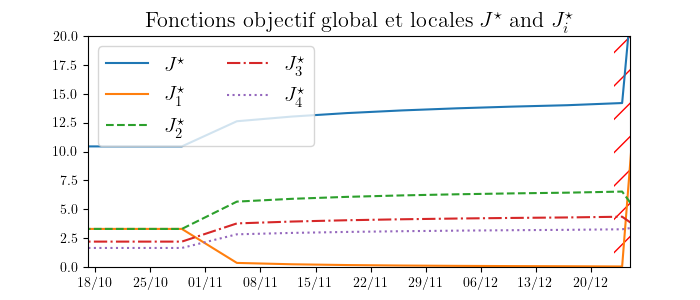 Fonctions objectif global et locales J⋆ and J⋆i
20.0
17.5
15.0
12.5
10.0
7.5
5.0
2.5
0.0
J⋆
J⋆1
J⋆2
J⋆3
J⋆4
18/10 25/10 01/11 08/11 15/11 22/11 29/11 06/12 13/12 20/12